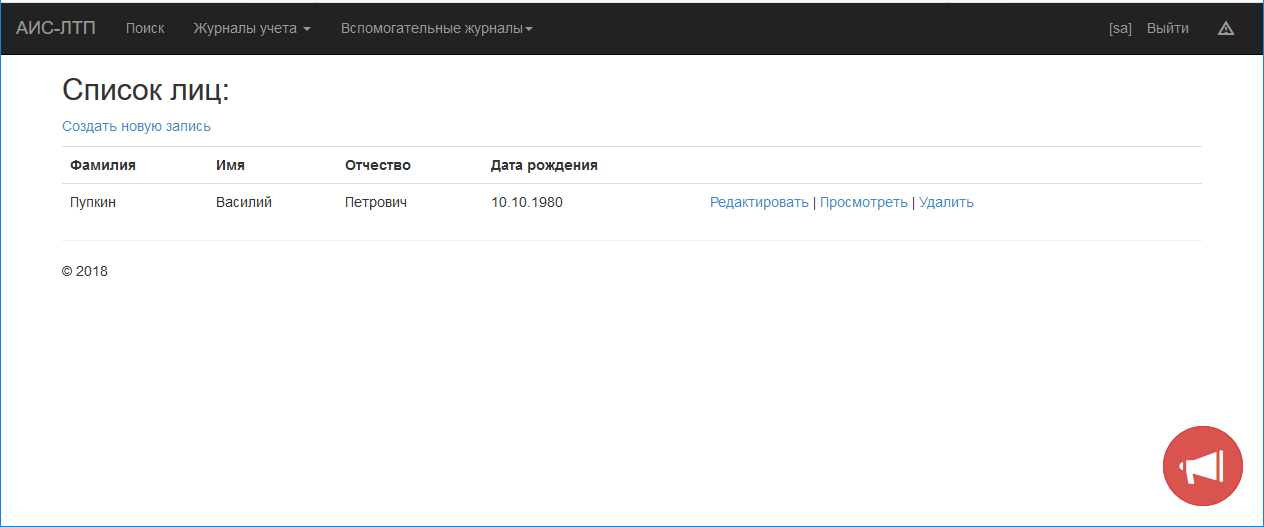 АИС-ЛТП Поиск Журналы учета Вспомогательные журналы [sa] Выйти
Список лиц:
Создать новую запись
Фамилия Имя Отчество Дата рождения
Пупкин Василий Петрович 10.10.1980 Редактировать | Просмотреть | Удалить
© 2018